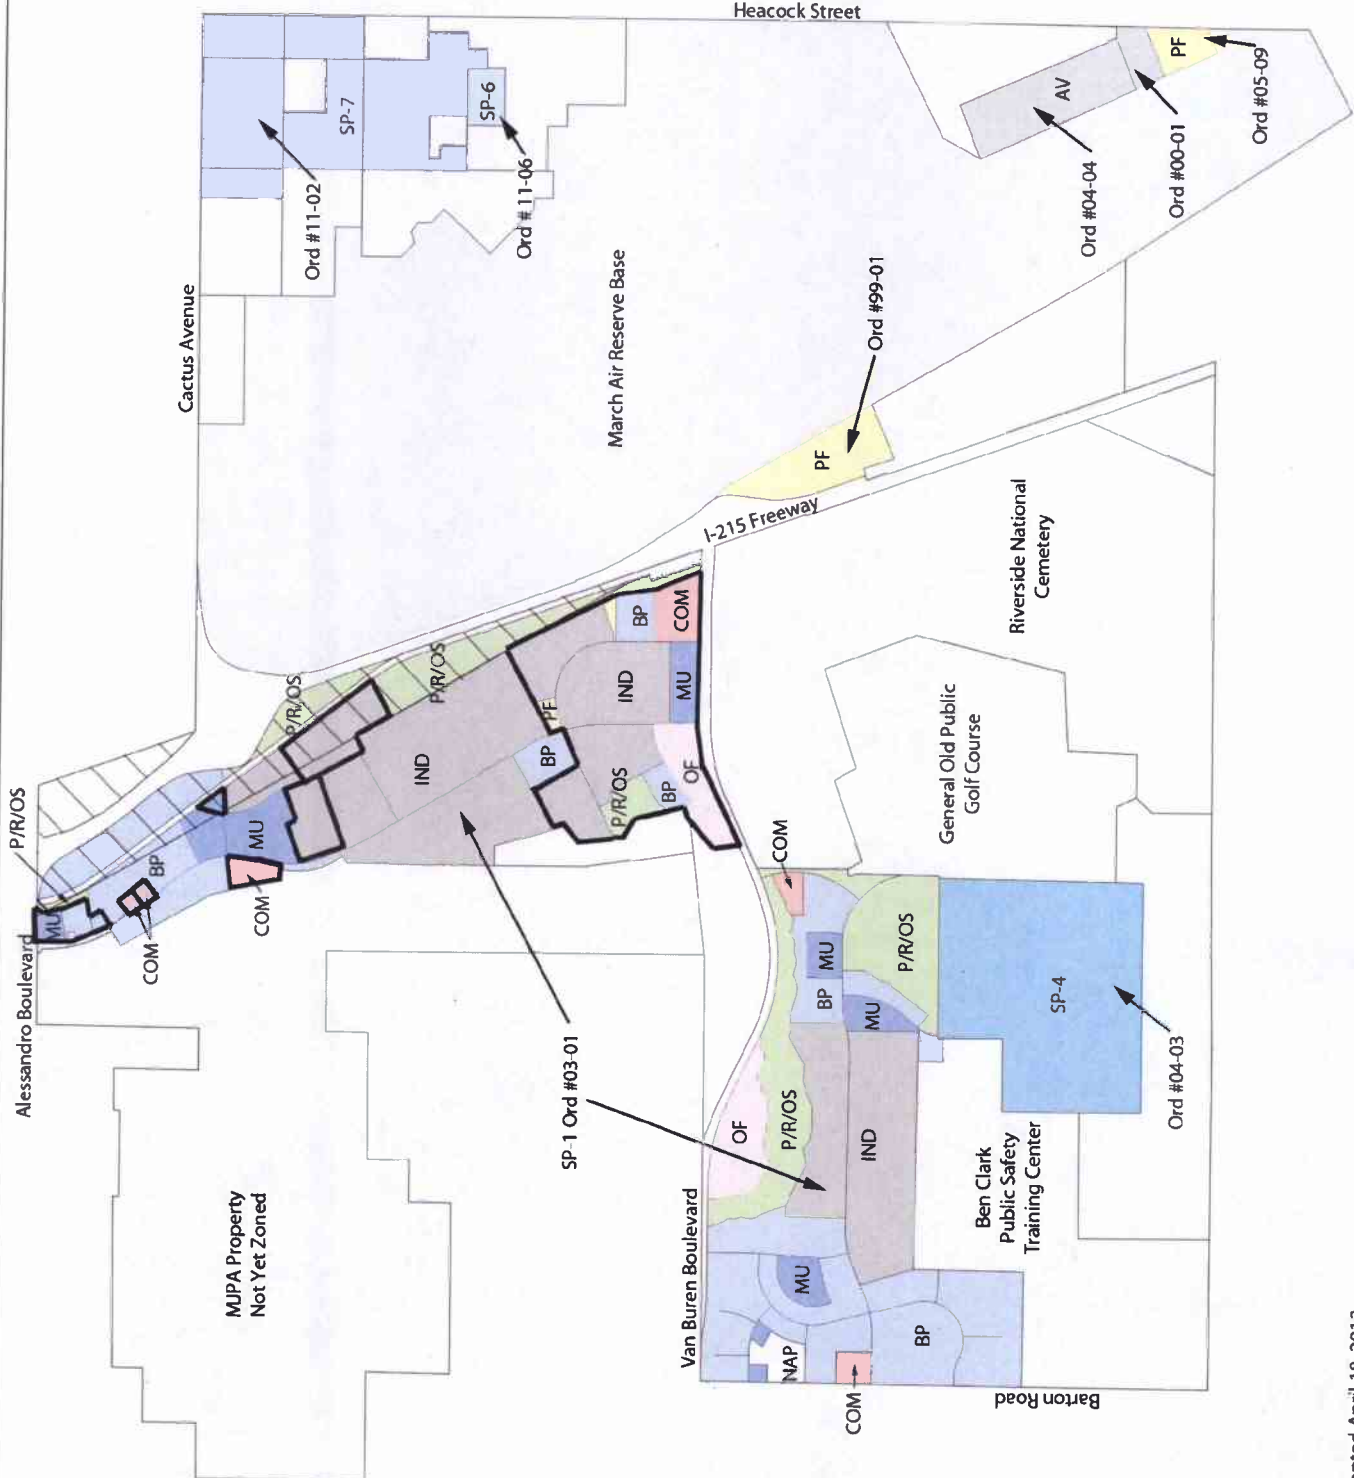 Heacock Street
PF
AV
Ord #05-09
Ord #00-01
Ord #04-04
SP-7
SP-6
Ord #11-02
Ord # 11-06
Cactus Avenue
March Air Reserve Base
Ord #99-01
PF
I-215 Freeway
Riverside National
Cemetery
General Old Public
Golf Course
P/R/OS
Alessandro Boulevard
MU
BP
COM
MU
COM
P/R/OS
P/R/OS
IND
PF
BP
BP
COM
IND
MU
P/R/OS
BP
OF
SP-1 Ord #03-01
COM
MU
BP
MU
P/R/OS
SP-4
Ord #04-03
OF
P/R/OS
IND
Ben Clark
Public Safety
Training Center
MJPA Property
Not Yet Zoned
Van Buren Boulevard
MU
NAP
BP
COM
Barton Road
April 10, 2013